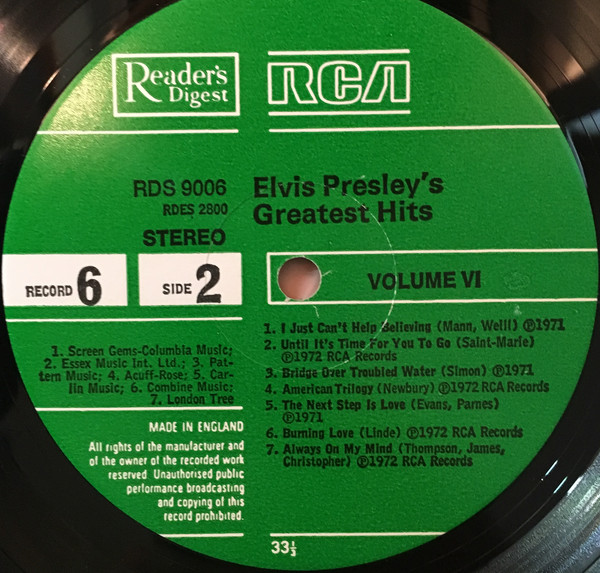 Reader's
Digest
RCA
RDS 9006
RDES 2800
STEREO
Elvis Presley's
Greatest Hits
RECORD 6
SIDE 2
VOLUME VI
1. Screen Gems-Columbia Music;
2. Essex Music Int. Ltd.; 3. Pat-
tern Music; 4. Acuff-Rose; 5. Car-
lin Music; 6. Combine Music;
7. London Tree
MADE IN ENGLAND
All rights of the manufacturer and
of the owner of the recorded work
reserved. Unauthorised public
performance broadcasting
and copying of this
record prohibited.
1. I Just Can't Help Believing (Mann, Weill) ℗1971
2. Until It's Time For You To Go (Saint-Marie)
℗1972 RCA Records
3. Bridge Over Troubled Water (Simon) ℗1971
4. American Trilogy (Newbury) ℗1972 RCA Records
5. The Next Step Is Love (Evans, Parnes)
℗1971
6. Burning Love (Linde) ℗1972 RCA Records
7. Always On My Mind (Thompson, James,
Christopher) ℗1972 RCA Records
33⅓